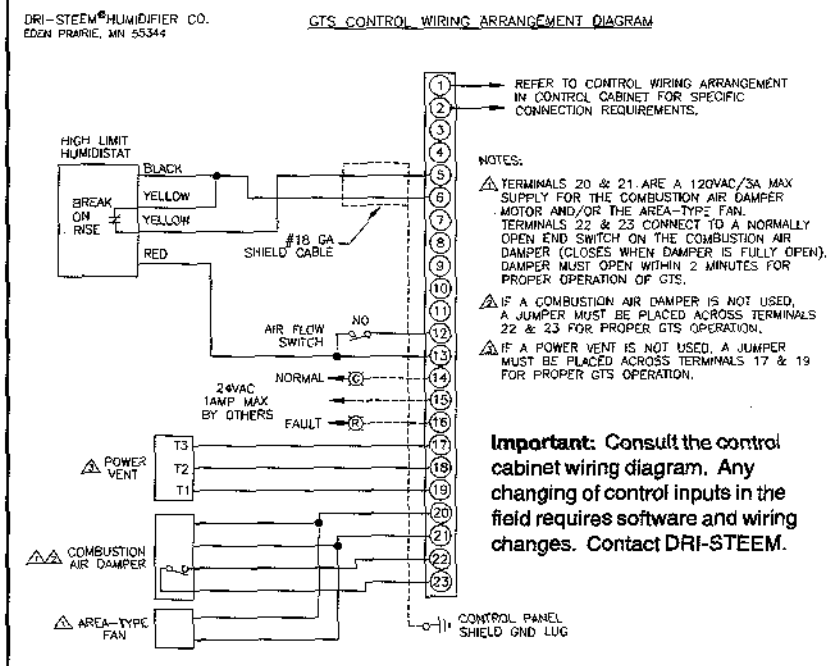 DRI-STEEM® HUMIDIFIER CO.
EDEN PRAIRIE, MN 55344
GTS CONTROL WIRING ARRANGEMENT DIAGRAM
1
2
3
4
5
6
7
8
9
10
11
12
13
14
15
16
17
18
19
20
21
22
23
REFER TO CONTROL WIRING ARRANGEMENT
IN CONTROL CABINET FOR SPECIFIC
CONNECTION REQUIREMENTS.
HIGH LIMIT
HUMIDISTAT
BLACK
YELLOW
BREAK
ON
RISE
YELLOW
RED
#18 GA
SHIELD CABLE
NO
AIR FLOW
SWITCH
NORMAL
C
24VAC
1AMP MAX
BY OTHERS
FAULT
R
3 POWER
VENT
T3
T2
T1
1 2 COMBUSTION
AIR DAMPER
1 AREA-TYPE
FAN
CONTROL PANEL
SHIELD GND LUG
NOTES:
1 TERMINALS 20 & 21 ARE A 120VAC/3A MAX
SUPPLY FOR THE COMBUSTION AIR DAMPER
MOTOR AND/OR THE AREA-TYPE FAN.
TERMINALS 22 & 23 CONNECT TO A NORMALLY
OPEN END SWITCH ON THE COMBUSTION AIR
DAMPER (CLOSES WHEN DAMPER IS FULLY OPEN).
DAMPER MUST OPEN WITHIN 2 MINUTES FOR
PROPER OPERATION OF GTS.
2 IF A COMBUSTION AIR DAMPER IS NOT USED,
A JUMPER MUST BE PLACED ACROSS TERMINALS
22 & 23 FOR PROPER GTS OPERATION.
3 IF A POWER VENT IS NOT USED, A JUMPER
MUST BE PLACED ACROSS TERMINALS 17 & 19
FOR PROPER GTS OPERATION.
Important: Consult the control
cabinet wiring diagram. Any
changing of control inputs in the
field requires software and wiring
changes. Contact DRI-STEEM.